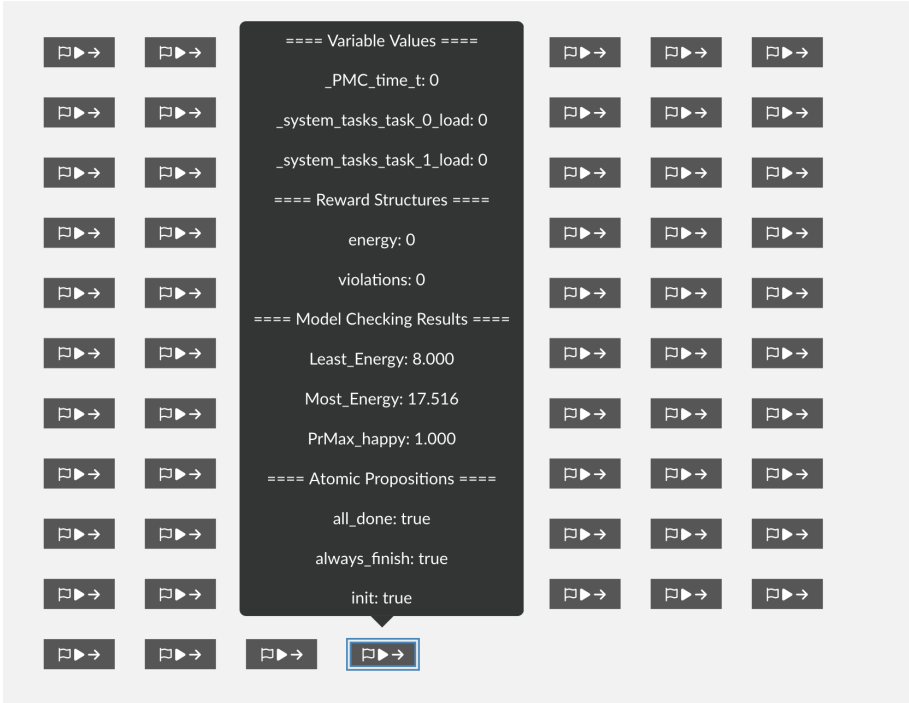 ==== Variable Values ====
_PMC_time_t: 0
_system_tasks_task_0_load: 0
_system_tasks_task_1_load: 0
==== Reward Structures ====
energy: 0
violations: 0
==== Model Checking Results ====
Least_Energy: 8.000
Most_Energy: 17.516
PrMax_happy: 1.000
==== Atomic Propositions ====
all_done: true
always_finish: true
init: true